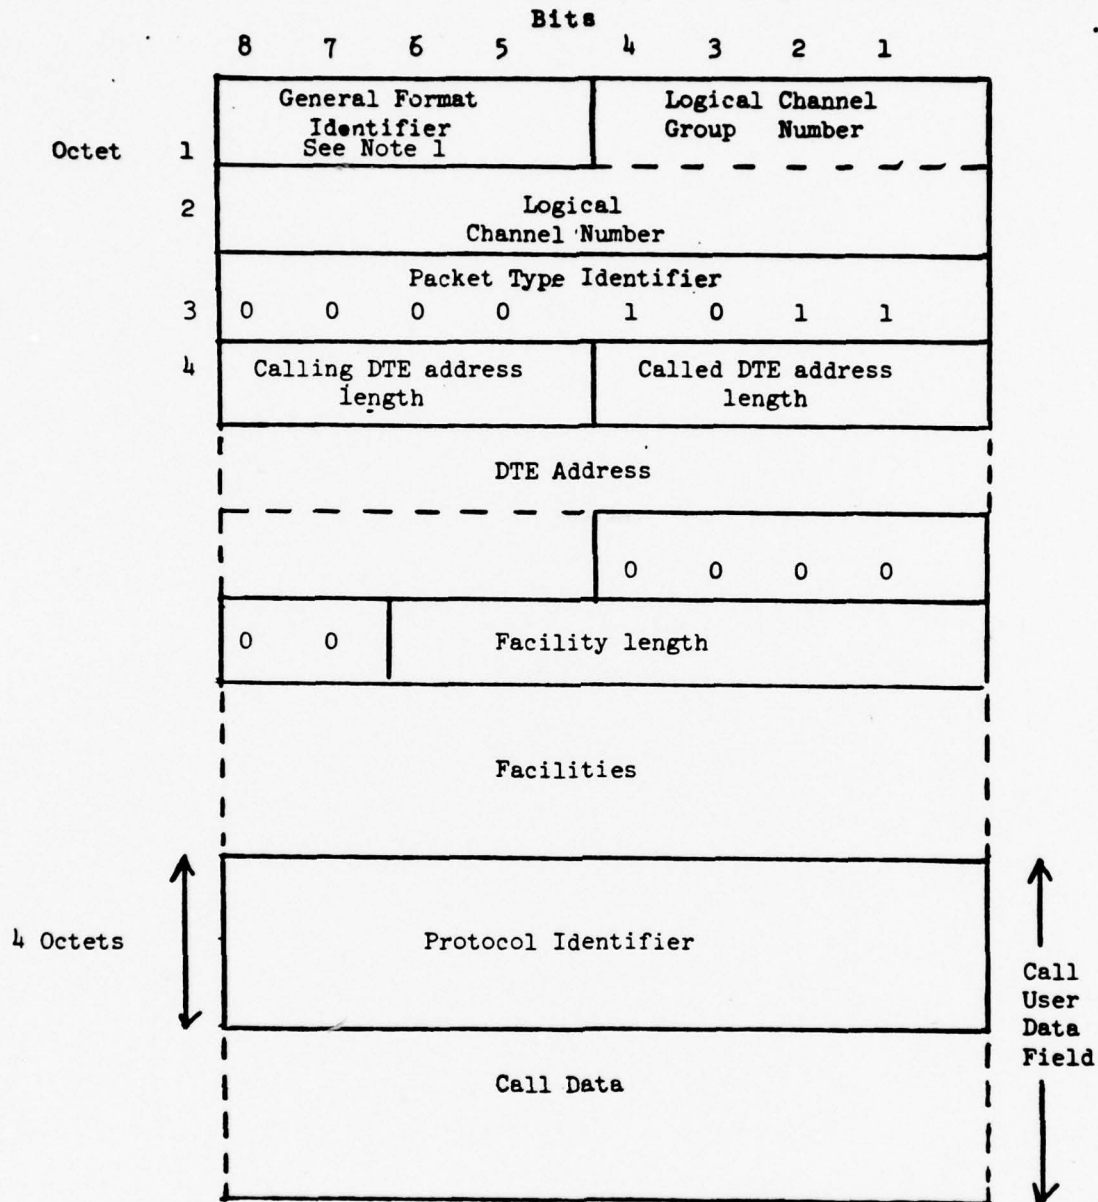 Bits
8 7 6 5 4 3 2 1
General Format Logical Channel
Identifier Group Number
See Note 1
Octet 1
2 Logical
Channel Number
Packet Type Identifier
3 0 0 0 0 1 0 1 1
4 Calling DTE address Called DTE address
length length
DTE Address
0 0 0 0
0 0 Facility length
Facilities
4 Octets Protocol Identifier
Call
User
Data
Field
Call Data